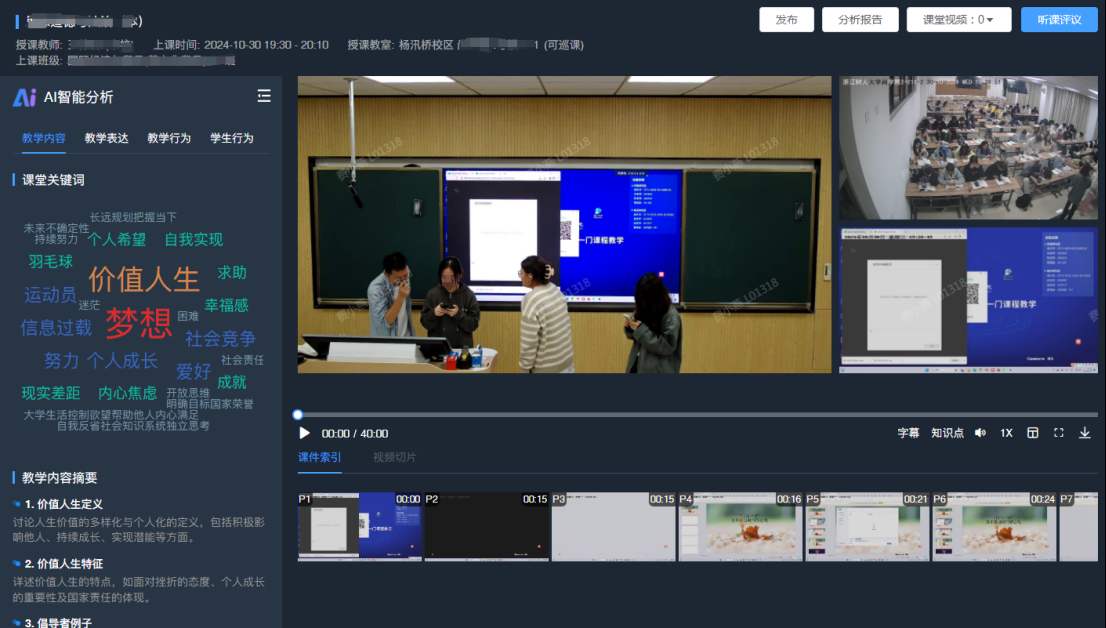 发布
分析报告
课堂视频：0
听课评议
授课教师:
上课时间: 2024-10-30 19:30 - 20:10
授课教室: 杨汛桥校区
1 (可巡课)
上课班级:
Ai AI智能分析
教学内容
教学表达
教学行为
学生行为
课堂关键词
长远规划把握当下
未来不确定性
持续努力
个人希望
自我实现
羽毛球
价值人生
求助
运动员
迷茫
幸福感
梦想
困难
信息过载
社会竞争
努力
个人成长
社会责任
爱好
成就
现实差距
内心焦虑
开放思维
明确目标国家荣誉
大学生活控制欲望帮助他人内心满足
自我反省社会知识系统独立思考
教学内容摘要
1. 价值人生定义
讨论人生价值的多样化与个人化的定义，包括积极影
响他人、持续成长、实现潜能等方面。
2. 价值人生特征
详述价值人生的特点，如面对挫折的态度、个人成长
的重要性及国家责任的体现。
3. 倡导者例子
一门课程教学
一门课程教学
00:00 / 40:00
字幕
知识点
1X
课件索引
视频切片
P1
00:00
P2
00:15
P3
00:15
P4
00:16
P5
00:21
P6
00:24
P7